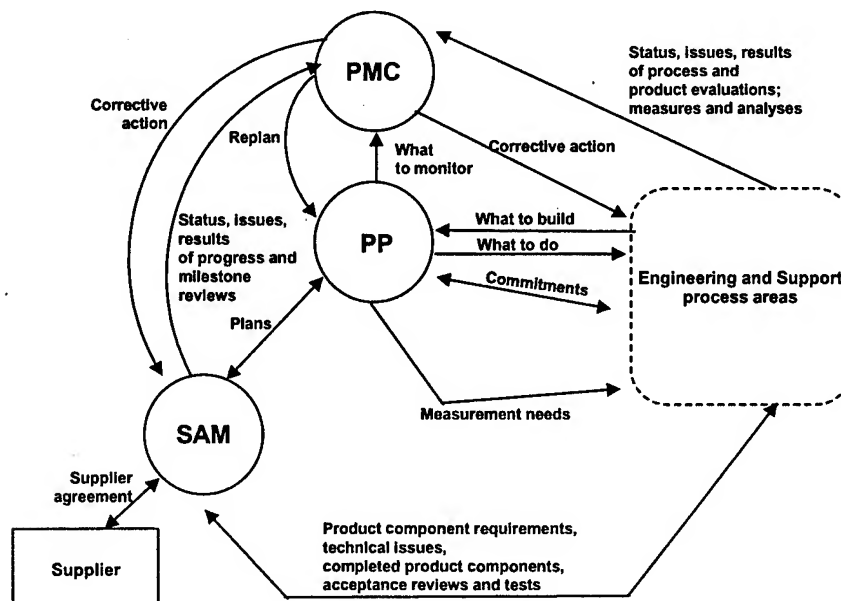 PMC
Status, issues, results
of process and
product evaluations;
measures and analyses
Corrective
action
Replan
What
to monitor
Corrective action
Status, issues,
results
of progress and
milestone
reviews
PP
What to build
What to do
Commitments
Engineering and Support
process areas
Plans
Measurement needs
SAM
Supplier
agreement
Supplier
Product component requirements,
technical issues,
completed product components,
acceptance reviews and tests